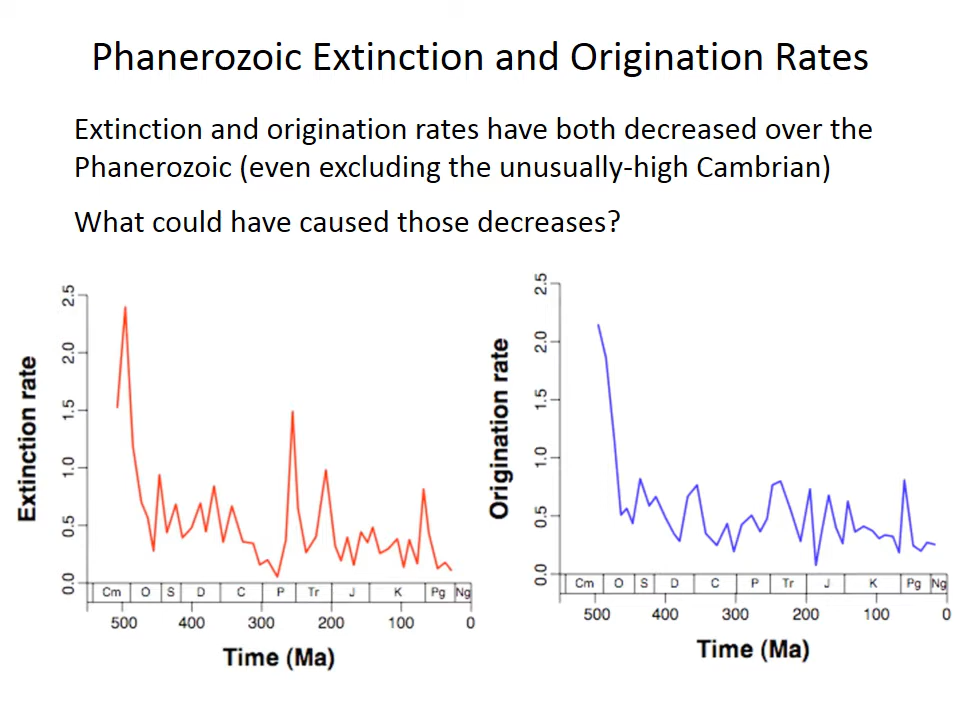 Phanerozoic Extinction and Origination Rates
Extinction and origination rates have both decreased over the
Phanerozoic (even excluding the unusually-high Cambrian)
What could have caused those decreases?
Extinction rate
2.5
2.0
1.5
1.0
0.5
0.0
Cm O S D C P Tr J K Pg Ng
500 400 300 200 100 0
Time (Ma)
Origination rate
2.5
2.0
1.5
1.0
0.5
0.0
Cm O S D C P Tr J K Pg Ng
500 400 300 200 100 0
Time (Ma)